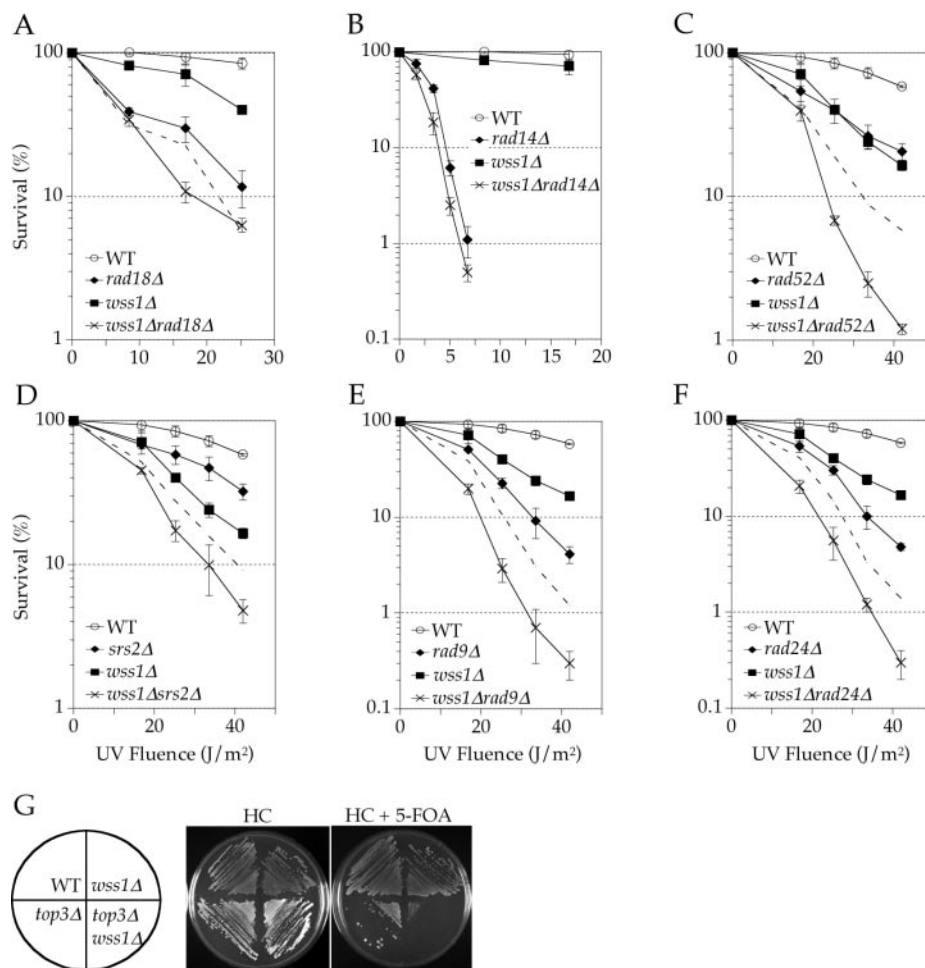 A
B
C
Survival (%)
100
10
1
0 10 20 30
WT
rad18Δ
wss1Δ
wss1Δrad18Δ
100
10
1
0.1
0 5 10 15 20
WT
rad14Δ
wss1Δ
wss1Δrad14Δ
100
10
1
0 20 40
WT
rad52Δ
wss1Δ
wss1Δrad52Δ
D
E
F
Survival (%)
100
10
1
0 20 40
WT
srs2Δ
wss1Δ
wss1Δsrs2Δ
UV Fluence (J/m²)
100
10
1
0.1
0 20 40
WT
rad9Δ
wss1Δ
wss1Δrad9Δ
UV Fluence (J/m²)
100
10
1
0.1
0 20 40
WT
rad24Δ
wss1Δ
wss1Δrad24Δ
UV Fluence (J/m²)
G
HC
HC + 5-FOA
WT wss1Δ
top3Δ top3Δ
wss1Δ